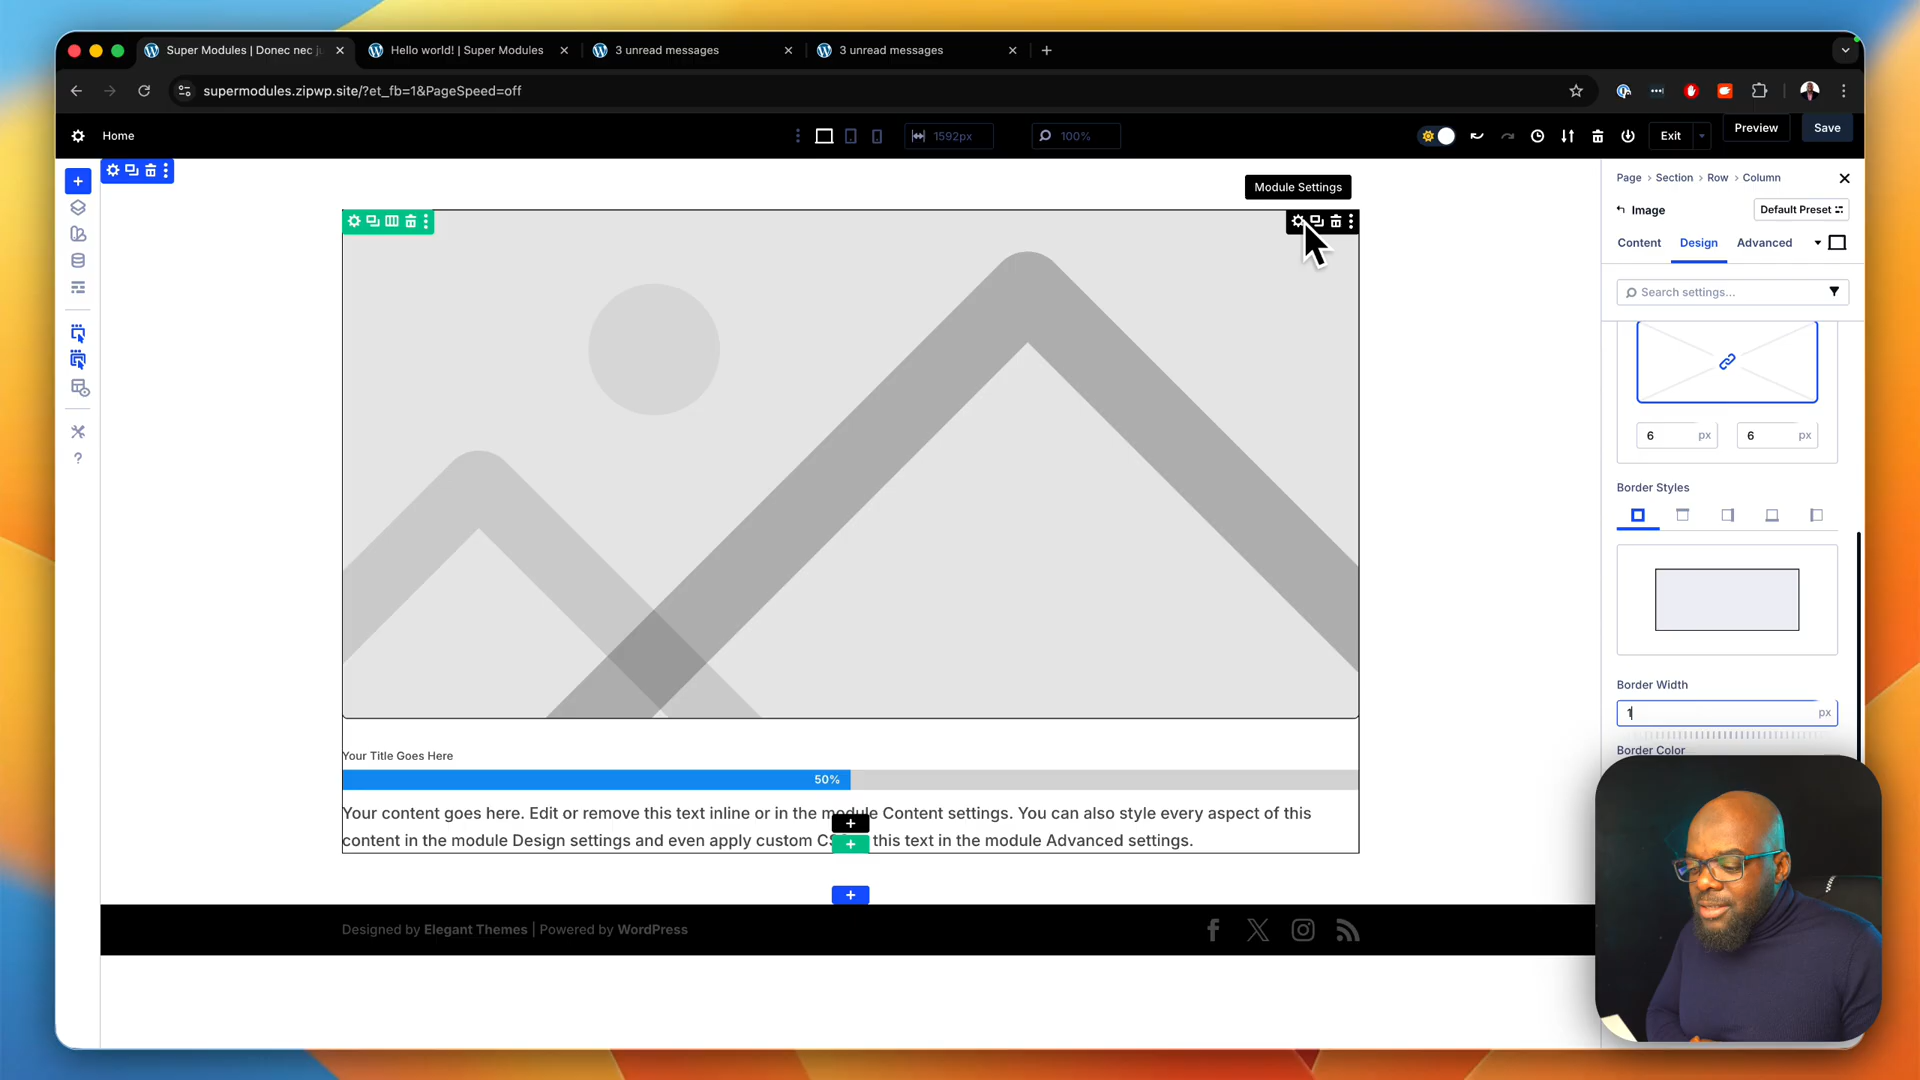 Super Modules | Donec nec ju
Hello world! | Super Modules
3 unread messages
3 unread messages
supermodules.zipwp.site/?et_fb=1&PageSpeed=off
Home
1592px
100%
Exit
Preview
Save
Module Settings
Page > Section > Row > Column
Image
Default Preset
Content
Design
Advanced
Search settings...
6 px
6 px
Border Styles
Border Width
1 px
Border Color
Your Title Goes Here
50%
Your content goes here. Edit or remove this text inline or in the module Content settings. You can also style every aspect of this
content in the module Design settings and even apply custom CS this text in the module Advanced settings.
Designed by Elegant Themes | Powered by WordPress